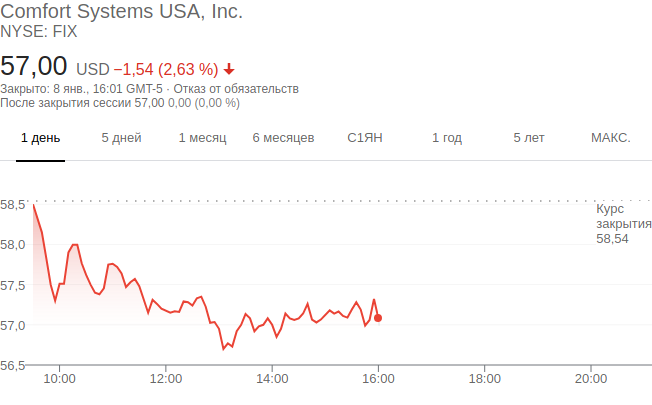 Comfort Systems USA, Inc.
NYSE: FIX
57,00 USD −1,54 (2,63 %)
Закрыто: 8 янв., 16:01 GMT-5 · Отказ от обязательств
После закрытия сессии 57,00 0,00 (0,00 %)
1 день 5 дней 1 месяц 6 месяцев С1ЯН 1 год 5 лет МАКС.
58,5
Курс
закрытия
58,54
58,0
57,5
57,0
56,5
10:00 12:00 14:00 16:00 18:00 20:00